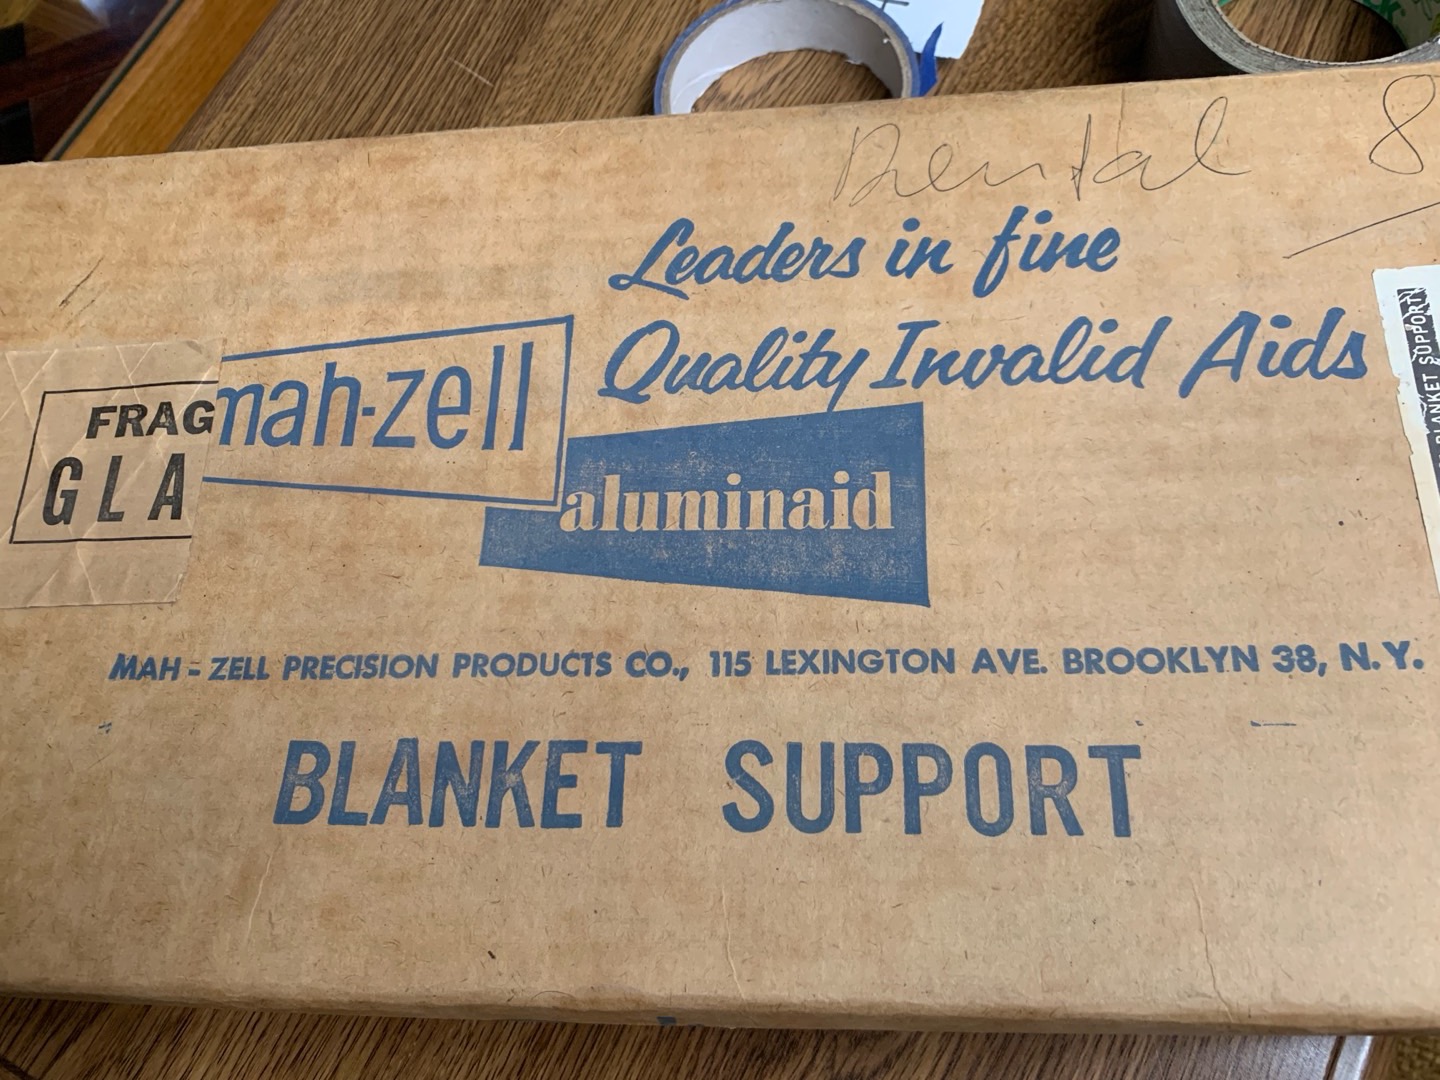 Rental 8
Leaders in fine
Quality Invalid Aids
BLANKET SUPPORT
mah-zell
FRAG
GLA
aluminaid
MAH-ZELL PRECISION PRODUCTS CO., 115 LEXINGTON AVE. BROOKLYN 38, N.Y.
BLANKET SUPPORT